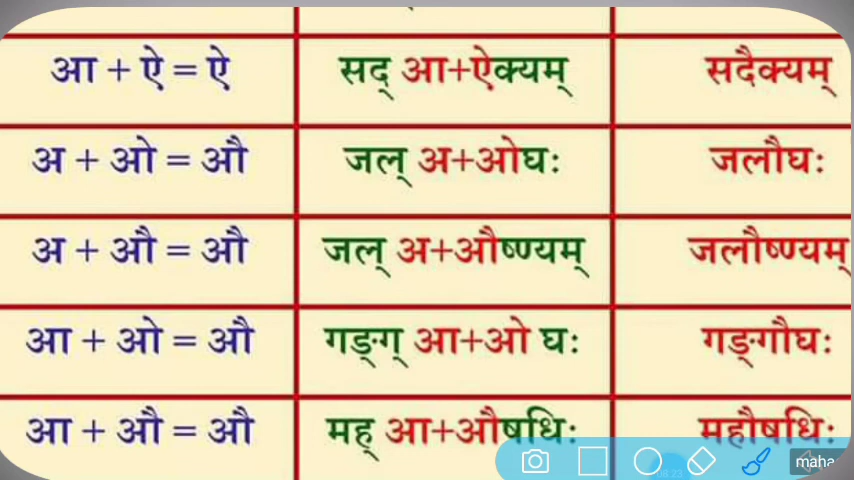 आ + ऐ = ऐ सद् आ+ऐक्यम् सदैक्यम्
अ + ओ = औ जल् अ+ओघः जलौघः
अ + औ = औ जल् अ+औष्ण्यम् जलौष्ण्यम्
आ + ओ = औ गङ्ग् आ+ओ घः गङ्गौघः
आ + औ = औ मह् आ+औषधिः महौषधिः
maha